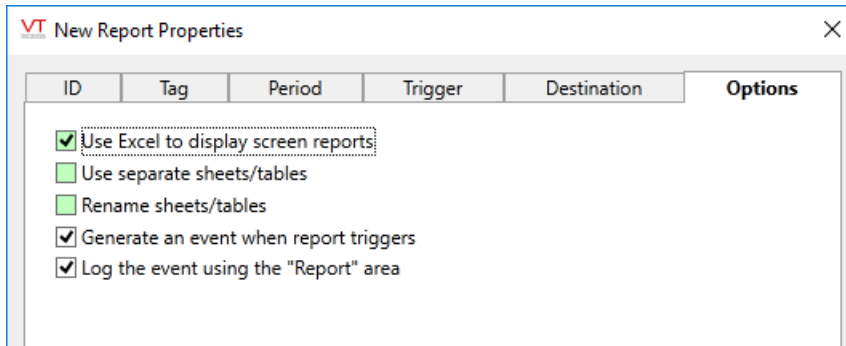 VT New Report Properties
ID Tag Period Trigger Destination Options
Use Excel to display screen reports
Use separate sheets/tables
Rename sheets/tables
Generate an event when report triggers
Log the event using the "Report" area